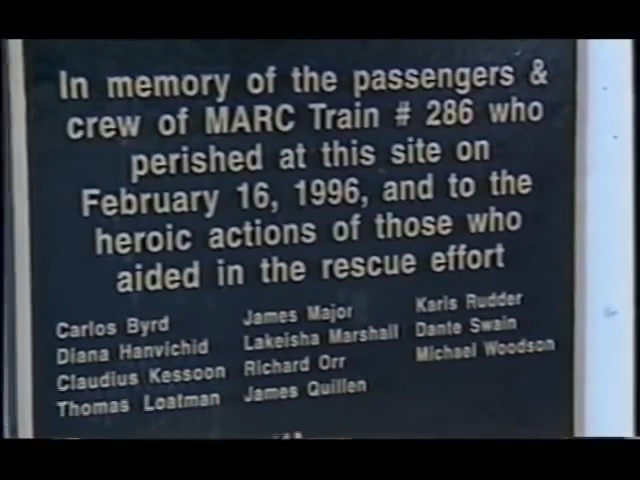 In memory of the passengers &
crew of MARC Train # 286 who
perished at this site on
February 16, 1996, and to the
heroic actions of those who
aided in the rescue effort
Carlos Byrd
Diana Hanvichid
Claudius Kessoon
Thomas Loatman
James Major
Lakeisha Marshall
Richard Orr
James Quillen
Karis Rudder
Dante Swain
Michael Woodson